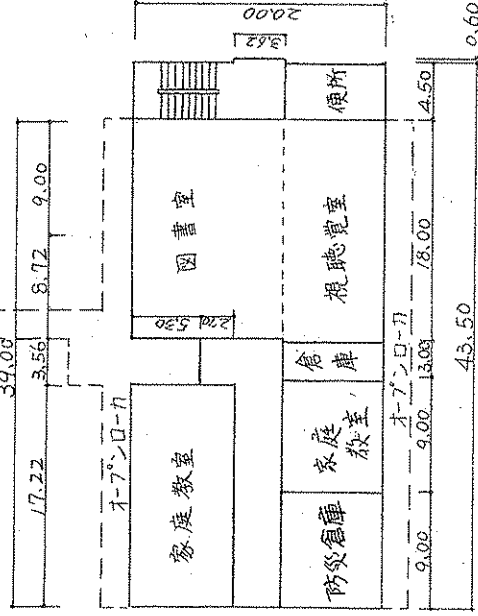 20.00
3.62
0.60
39.00
17.22
3.56
8.72
9.00
オープンローカ
家庭教室
図書室
2.70
5.30
便所
視聴覚室
倉庫
家庭
教室
防災倉庫
オープンローカ
9.00
9.00
13.00
18.00
4.50
43.50